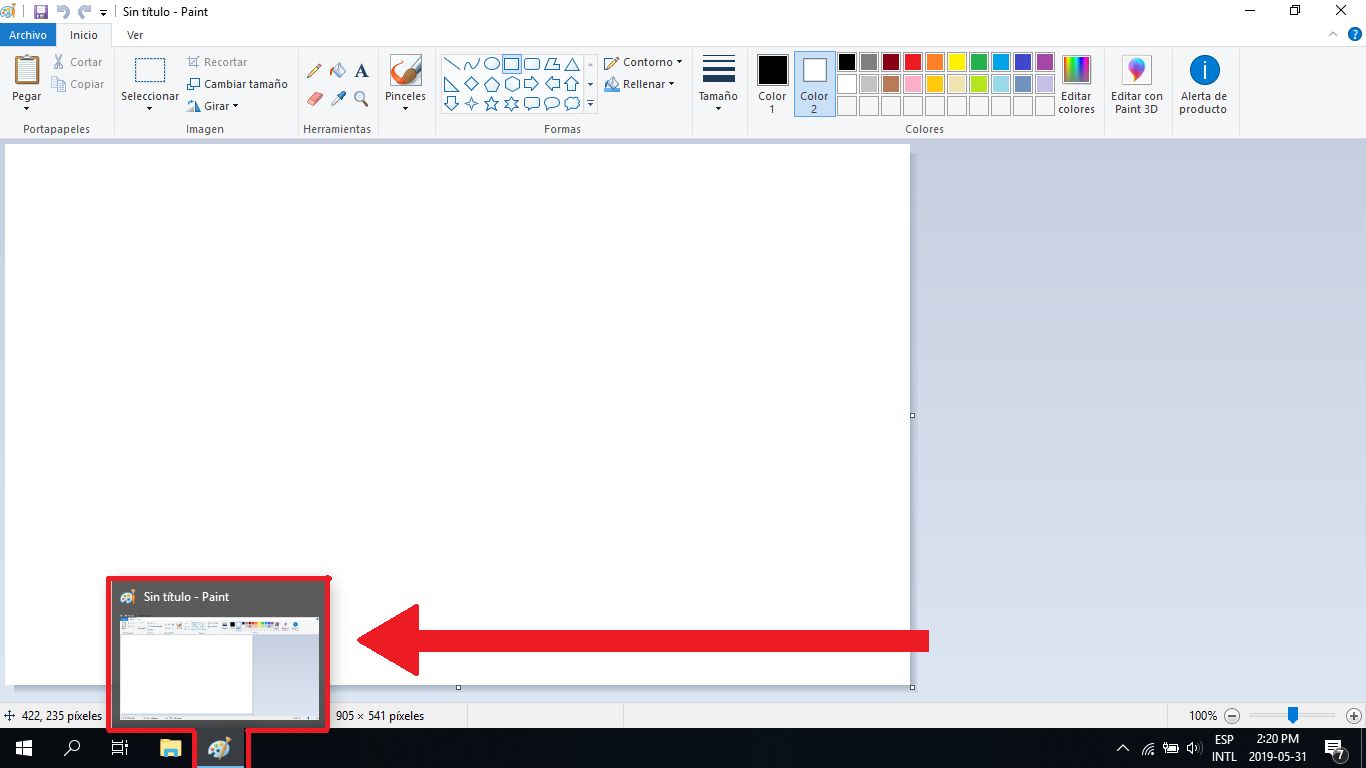 Sin título - Paint
Archivo
Inicio
Ver
Pegar
Cortar
Copiar
Portapapeles
Seleccionar
Recortar
Cambiar tamaño
Girar
Imagen
A
Herramientas
Pinceles
Contorno
Rellenar
Formas
Tamaño
Color
1
Color
2
Editar
colores
Colores
Editar con
Paint 3D
Alerta de
producto
Sin título - Paint
422, 235 píxeles
905 × 541 píxeles
100%
ESP
INTL
2:20 PM
2019-05-31
7